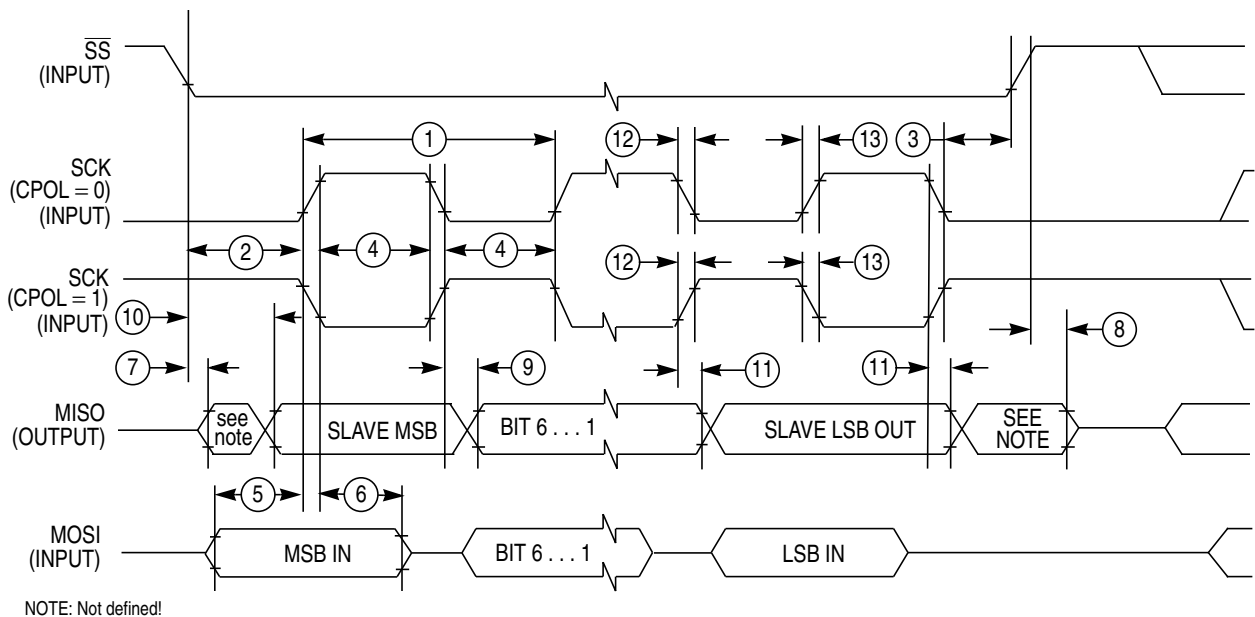 SS
(INPUT)
1
12
13
3
SCK
(CPOL = 0)
(INPUT)
2
4
4
12
13
SCK
(CPOL = 1)
(INPUT)
10
8
7
9
11
11
MISO
(OUTPUT)
see
note
SLAVE MSB
BIT 6 . . . 1
SLAVE LSB OUT
SEE
NOTE
5
6
MOSI
(INPUT)
MSB IN
BIT 6 . . . 1
LSB IN
NOTE: Not defined!